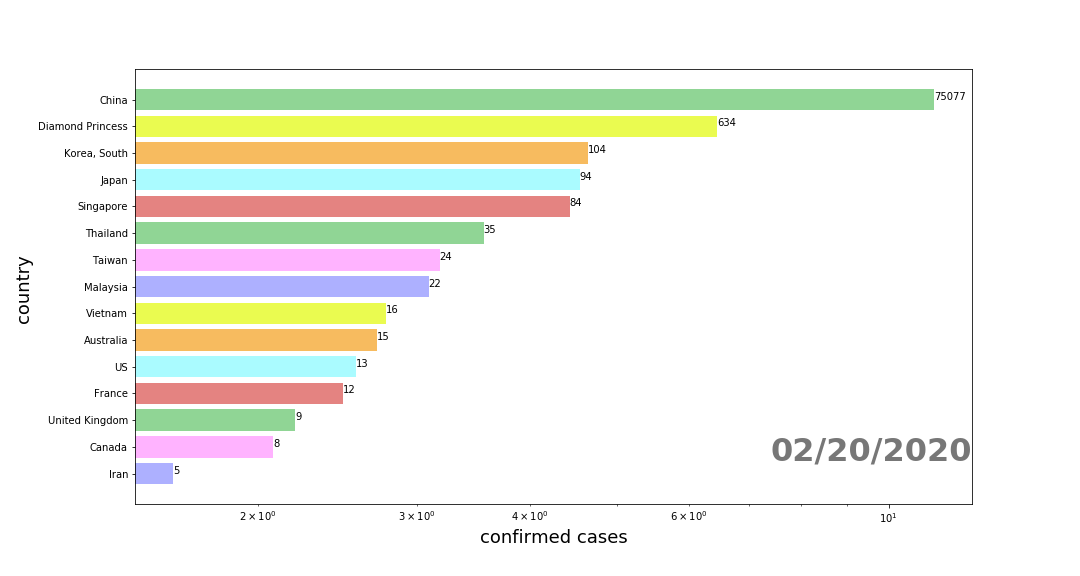 China 75077
Diamond Princess 634
Korea, South 104
Japan 94
Singapore 84
Thailand 35
Taiwan 24
Malaysia 22
Vietnam 16
Australia 15
US 13
France 12
United Kingdom 9
Canada 8
Iran 5
country
02/20/2020
2 × 10⁰ 3 × 10⁰ 4 × 10⁰ 6 × 10⁰ 10¹
confirmed cases